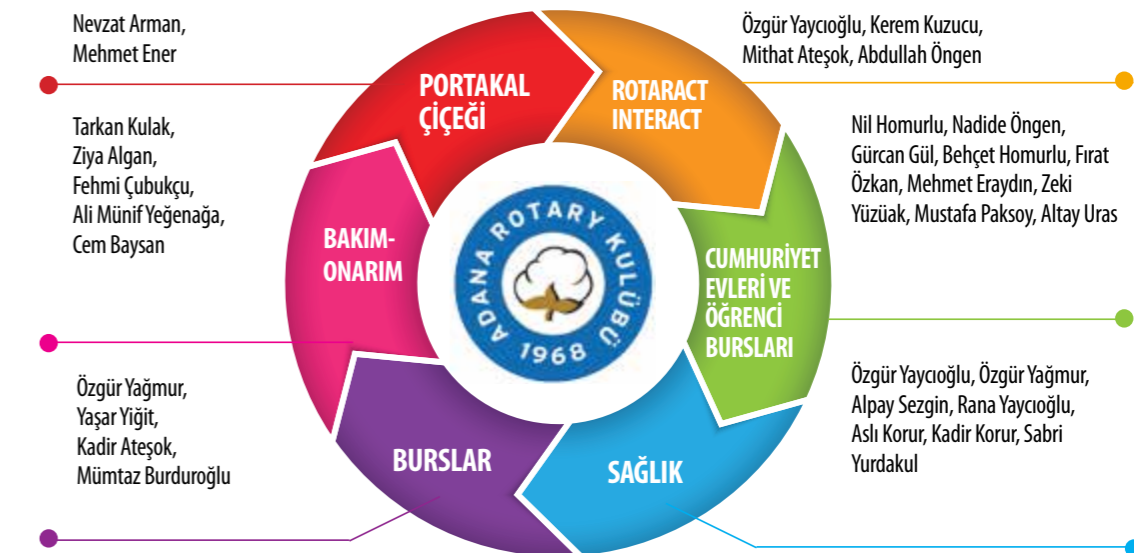 Nevzat Arman,
Mehmet Ener
Özgür Yaycıoğlu, Kerem Kuzucu,
Mithat Ateşok, Abdullah Öngen
PORTAKAL
ÇİÇEĞİ
ROTARACT
INTERACT
Tarkan Kulak,
Ziya Algan,
Fehmi Çubukçu,
Ali Münif Yeğenağa,
Cem Baysan
Nil Homurlu, Nadide Öngen,
Gürcan Gül, Behçet Homurlu, Fırat
Özkan, Mehmet Eraydın, Zeki
Yüzüak, Mustafa Paksoy, Altay Uras
BAKIM-
ONARIM
ADANA ROTARY KULÜBÜ
1968
CUMHURİYET
EVLERİ VE
ÖĞRENCİ
BURSLARI
Özgür Yağmur,
Yaşar Yiğit,
Kadir Ateşok,
Mümtaz Burduroğlu
Özgür Yaycıoğlu, Özgür Yağmur,
Alpay Sezgin, Rana Yaycıoğlu,
Aslı Korur, Kadir Korur, Sabri
Yurdakul
BURSLAR
SAĞLIK